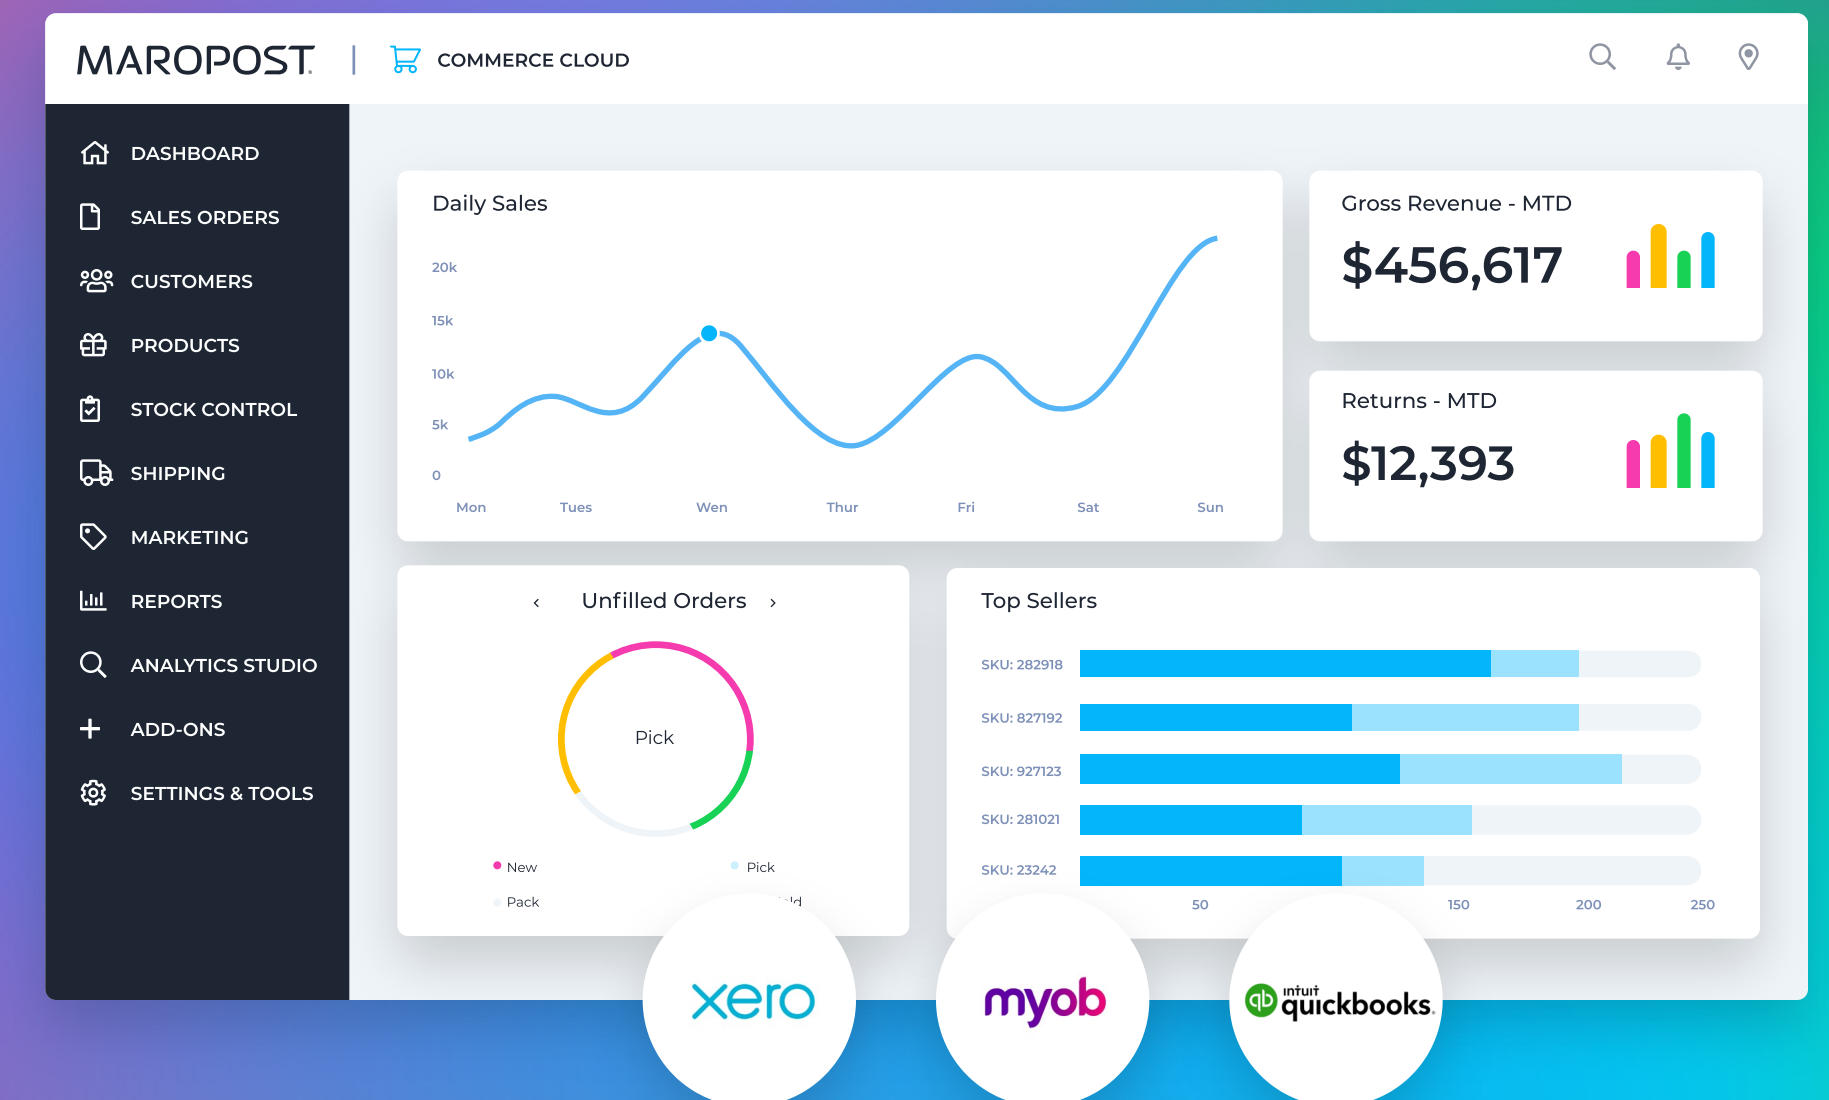 MAROPOST
COMMERCE CLOUD
DASHBOARD
SALES ORDERS
CUSTOMERS
PRODUCTS
STOCK CONTROL
SHIPPING
MARKETING
REPORTS
ANALYTICS STUDIO
ADD-ONS
SETTINGS & TOOLS
Daily Sales
20k
15k
10k
5k
0
Mon Tues Wen Thur Fri Sat Sun
Gross Revenue - MTD
$456,617
Returns - MTD
$12,393
‹ Unfilled Orders ›
Pick
New Pick
Pack
Top Sellers
SKU: 282918
SKU: 827192
SKU: 927123
SKU: 281021
SKU: 23242
50 150 200 250
xero
myob
qb intuit
quickbooks.